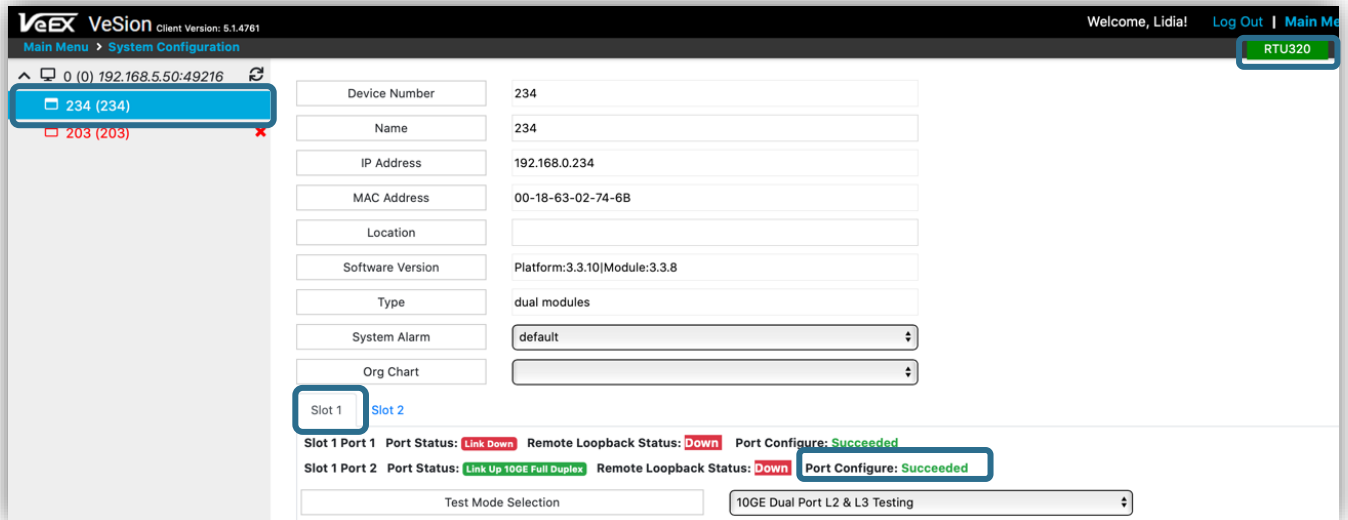 VeEX VeSion Client Version: 5.1.4761 Welcome, Lidia! Log Out | Main Me
Main Menu > System Configuration RTU320
0 (0) 192.168.5.50:49216
234 (234)
203 (203)
Device Number 234
Name 234
IP Address 192.168.0.234
MAC Address 00-18-63-02-74-6B
Location
Software Version Platform:3.3.10|Module:3.3.8
Type dual modules
System Alarm default
Org Chart
Slot 1 Slot 2
Slot 1 Port 1 Port Status: Link Down Remote Loopback Status: Down Port Configure: Succeeded
Slot 1 Port 2 Port Status: Link Up 10GE Full Duplex Remote Loopback Status: Down Port Configure: Succeeded
Test Mode Selection 10GE Dual Port L2 & L3 Testing